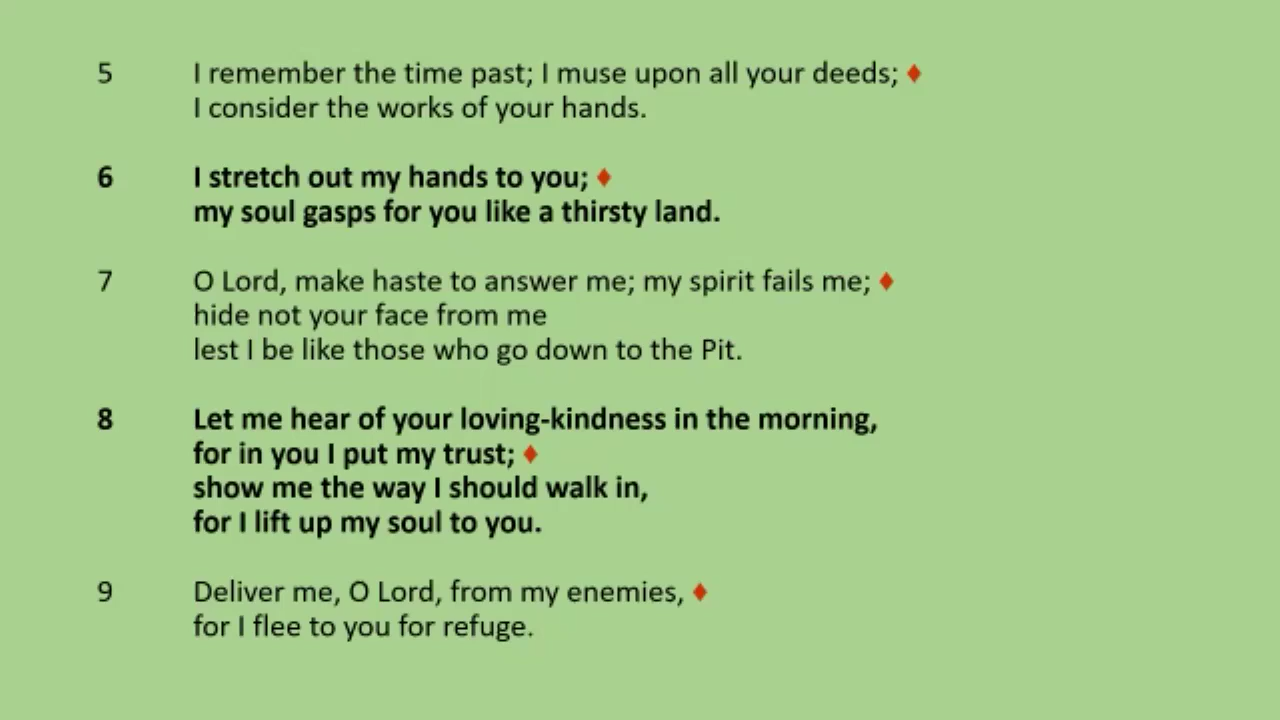 5 I remember the time past; I muse upon all your deeds; ♦
I consider the works of your hands.
6 I stretch out my hands to you; ♦
my soul gasps for you like a thirsty land.
7 O Lord, make haste to answer me; my spirit fails me; ♦
hide not your face from me
lest I be like those who go down to the Pit.
8 Let me hear of your loving-kindness in the morning,
for in you I put my trust; ♦
show me the way I should walk in,
for I lift up my soul to you.
9 Deliver me, O Lord, from my enemies, ♦
for I flee to you for refuge.